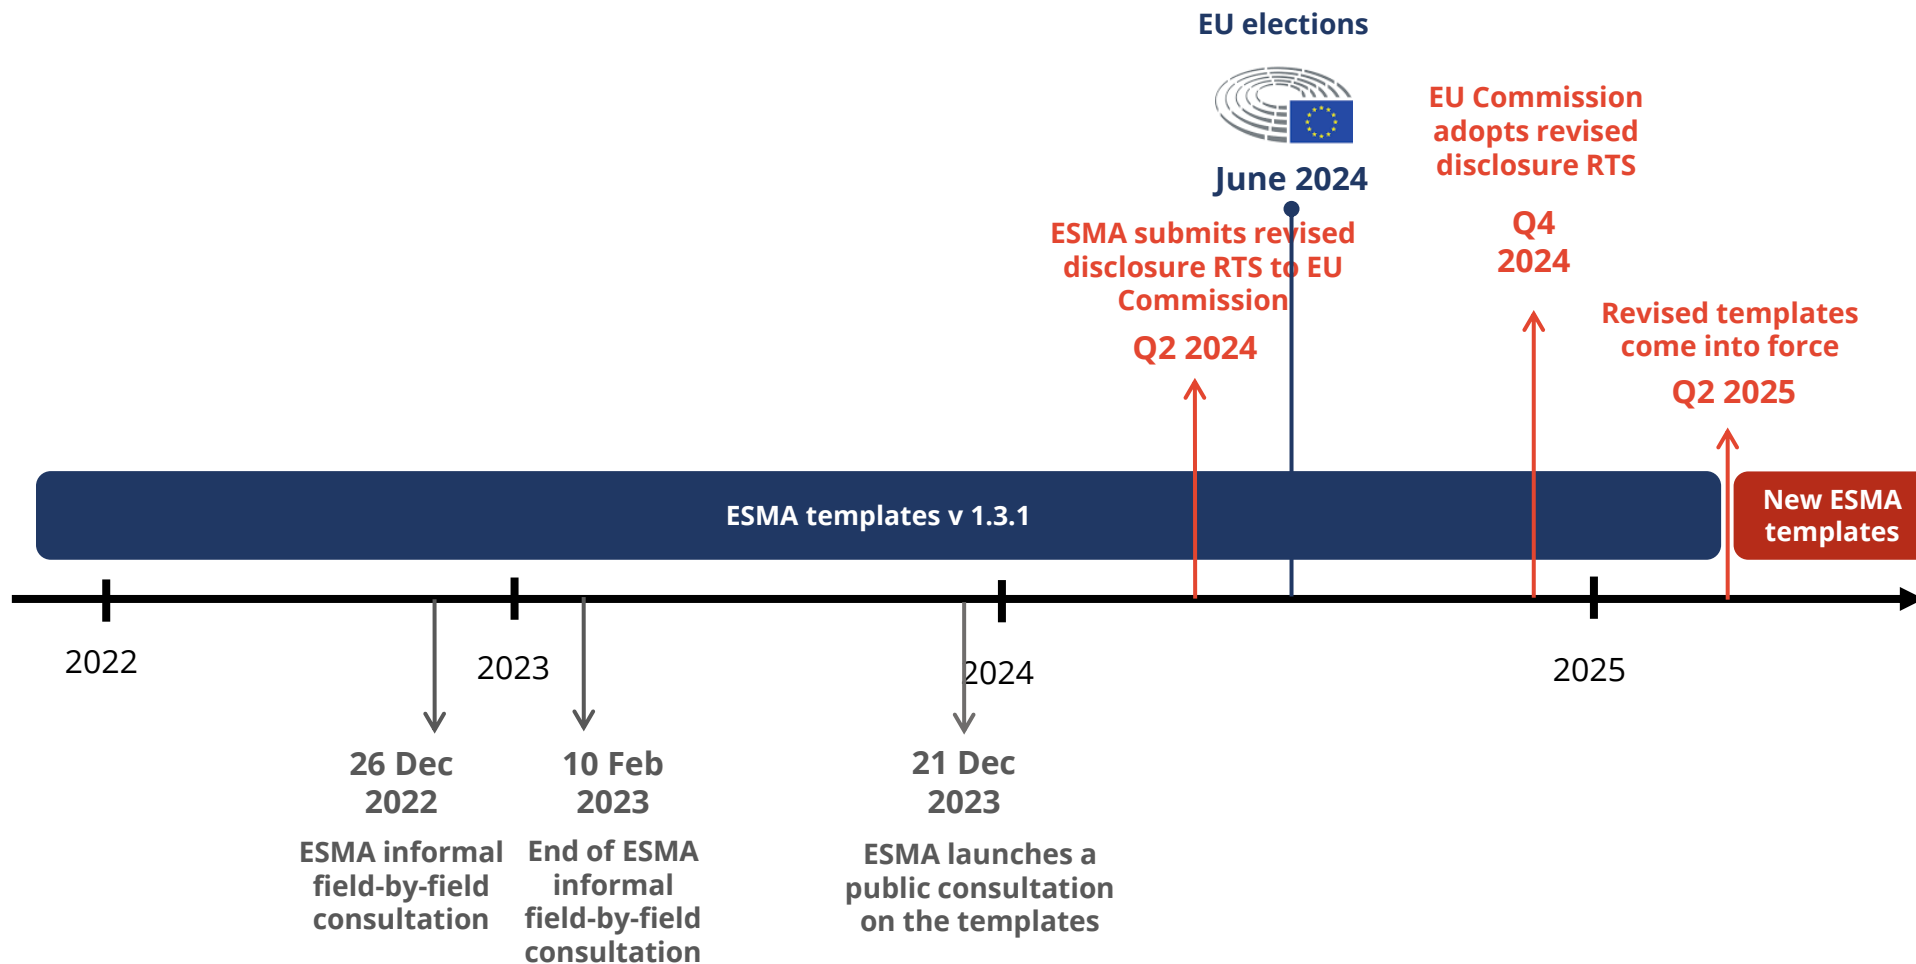 EU elections
June 2024
EU Commission
adopts revised
disclosure RTS
Q4
2024
ESMA submits revised
disclosure RTS to EU
Commission
Q2 2024
Revised templates
come into force
Q2 2025
ESMA templates v 1.3.1
New ESMA
templates
2022
2023
2024
2025
26 Dec
2022
ESMA informal
field-by-field
consultation
10 Feb
2023
End of ESMA
informal
field-by-field
consultation
21 Dec
2023
ESMA launches a
public consultation
on the templates